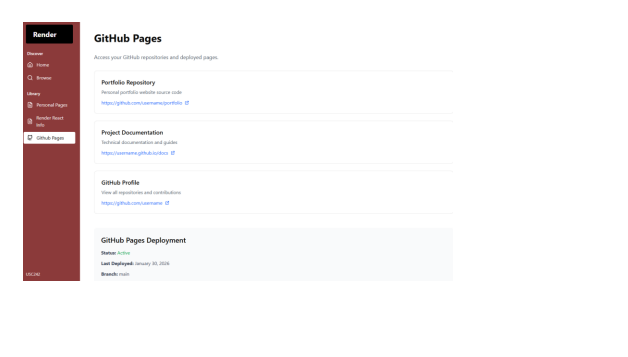 Render
Discover
Home
Browse
Library
Personal Pages
Render React
Info
Github Pages
GitHub Pages
Access your GitHub repositories and deployed pages.
Portfolio Repository
Personal portfolio website source code
https://github.com/username/portfolio
Project Documentation
Technical documentation and guides
https://username.github.io/docs
GitHub Profile
View all repositories and contributions
https://github.com/username
GitHub Pages Deployment
Status: Active
Last Deployed: January 30, 2026
Branch: main